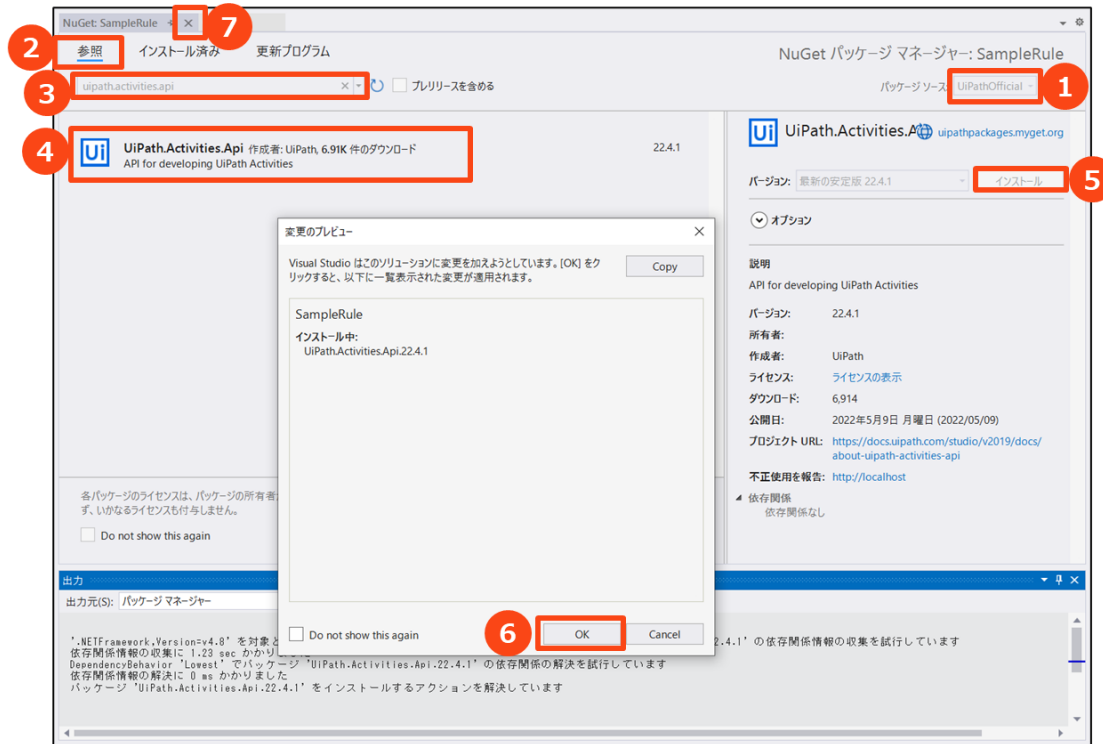 NuGet: SampleRule
7
2
参照 インストール済み 更新プログラム
NuGet パッケージ マネージャー: SampleRule
3
uipath.activities.api
プレリリースを含める
パッケージ ソース: UiPathOfficial
1
4
Ui
UiPath.Activities.Api 作成者: UiPath, 6.91K 件のダウンロード
22.4.1
API for developing UiPath Activities
Ui
UiPath.Activities.A
uipathpackages.myget.org
バージョン: 最新の安定版 22.4.1
インストール
5
オプション
説明
API for developing UiPath Activities
バージョン: 22.4.1
所有者:
作成者: UiPath
ライセンス: ライセンスの表示
ダウンロード: 6,914
公開日: 2022年5月9日 月曜日 (2022/05/09)
プロジェクト URL: https://docs.uipath.com/studio/v2019/docs/
about-uipath-activities-api
不正使用を報告: http://localhost
依存関係
依存関係なし
変更のプレビュー
Visual Studio はこのソリューションに変更を加えようとしています。[OK] をク
リックすると、以下に一覧表示された変更が適用されます。
Copy
SampleRule
インストール中:
UiPath.Activities.Api.22.4.1
Do not show this again
6
OK
Cancel
各パッケージのライセンスは、パッケージの所有者
ず、いかなるライセンスも付与しません。
Do not show this again
出力
出力元(S): パッケージ マネージャー
'.NETFramework,Version=v4.8' を対象と
2.4.1' の依存関係情報の収集を試行しています
依存関係情報の収集に 1.23 sec かかり
DependencyBehavior 'Lowest' でパッケージ 'UiPath.Activities.Api.22.4.1' の依存関係の解決を試行しています
依存関係情報の解決に 0 ms かかりました
パッケージ 'UiPath.Activities.Api.22.4.1' をインストールするアクションを解決しています